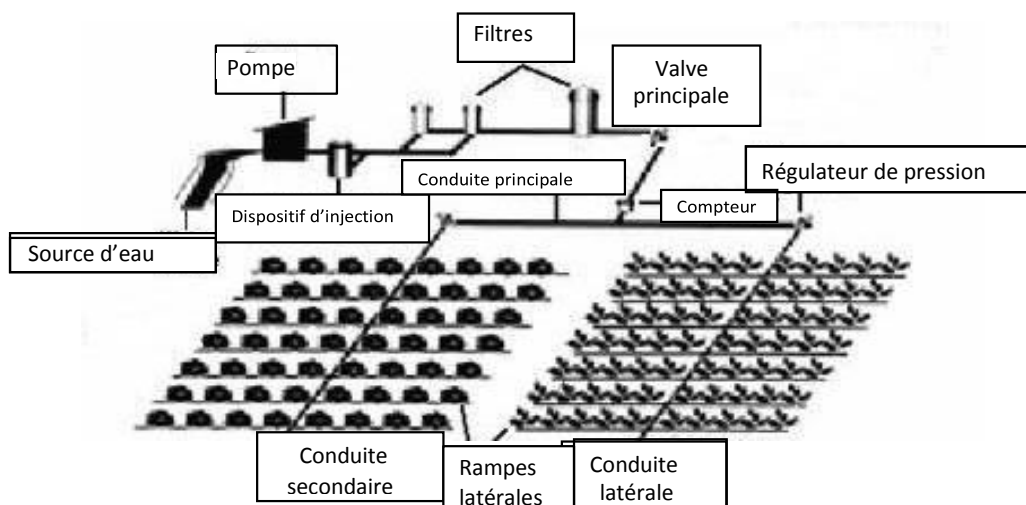 Filtres
Pompe
Valve
principale
Régulateur de pression
Conduite principale
Compteur
Dispositif d’injection
Source d’eau
Conduite
secondaire
Rampes
latérales
Conduite
latérale